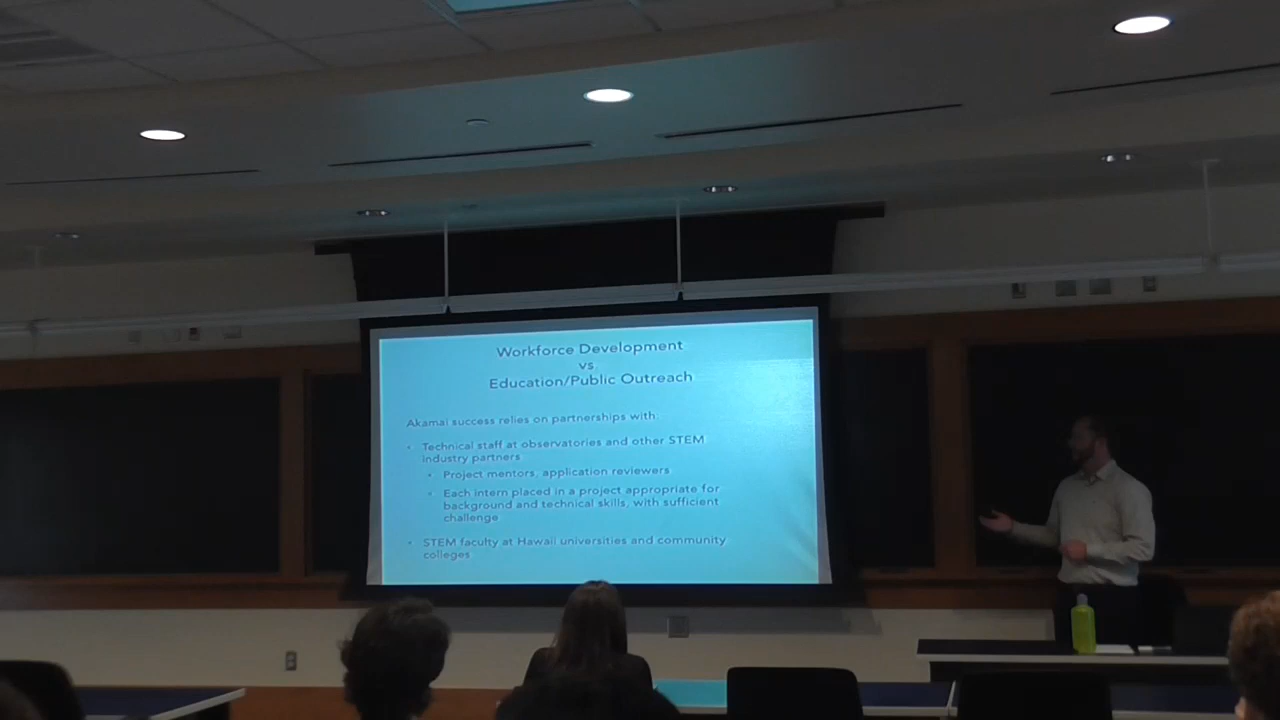 Workforce Development
vs
Education/Public Outreach
Akamai success relies on partnerships with:
• Technical staff at observatories and other STEM
industry partners
• Project mentors, application reviewers
• Each intern placed in a project appropriate for
background and technical skills, with sufficient
challenge
• STEM faculty at Hawaii universities and community
colleges